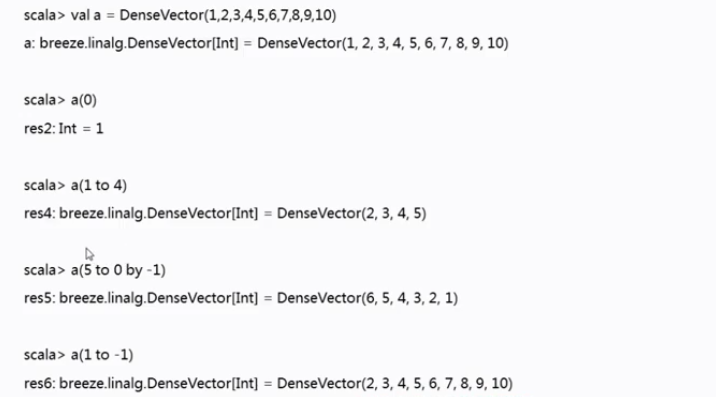 scala> val a = DenseVector(1,2,3,4,5,6,7,8,9,10)
a: breeze.linalg.DenseVector[Int] = DenseVector(1, 2, 3, 4, 5, 6, 7, 8, 9, 10)
scala> a(0)
res2: Int = 1
scala> a(1 to 4)
res4: breeze.linalg.DenseVector[Int] = DenseVector(2, 3, 4, 5)
scala> a(5 to 0 by -1)
res5: breeze.linalg.DenseVector[Int] = DenseVector(6, 5, 4, 3, 2, 1)
scala> a(1 to -1)
res6: breeze.linalg.DenseVector[Int] = DenseVector(2, 3, 4, 5, 6, 7, 8, 9, 10)